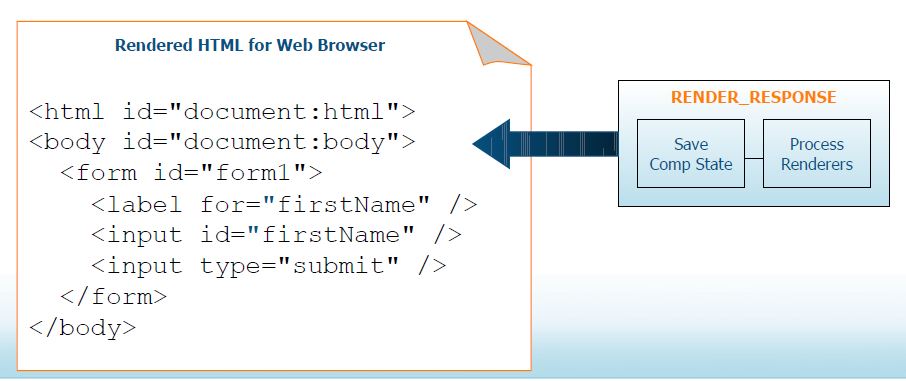 Rendered HTML for Web Browser
<html id="document:html">
<body id="document:body">
<form id="form1">
<label for="firstName" />
<input id="firstName" />
<input type="submit" />
</form>
</body>
RENDER_RESPONSE
Save
Comp State
Process
Renderers